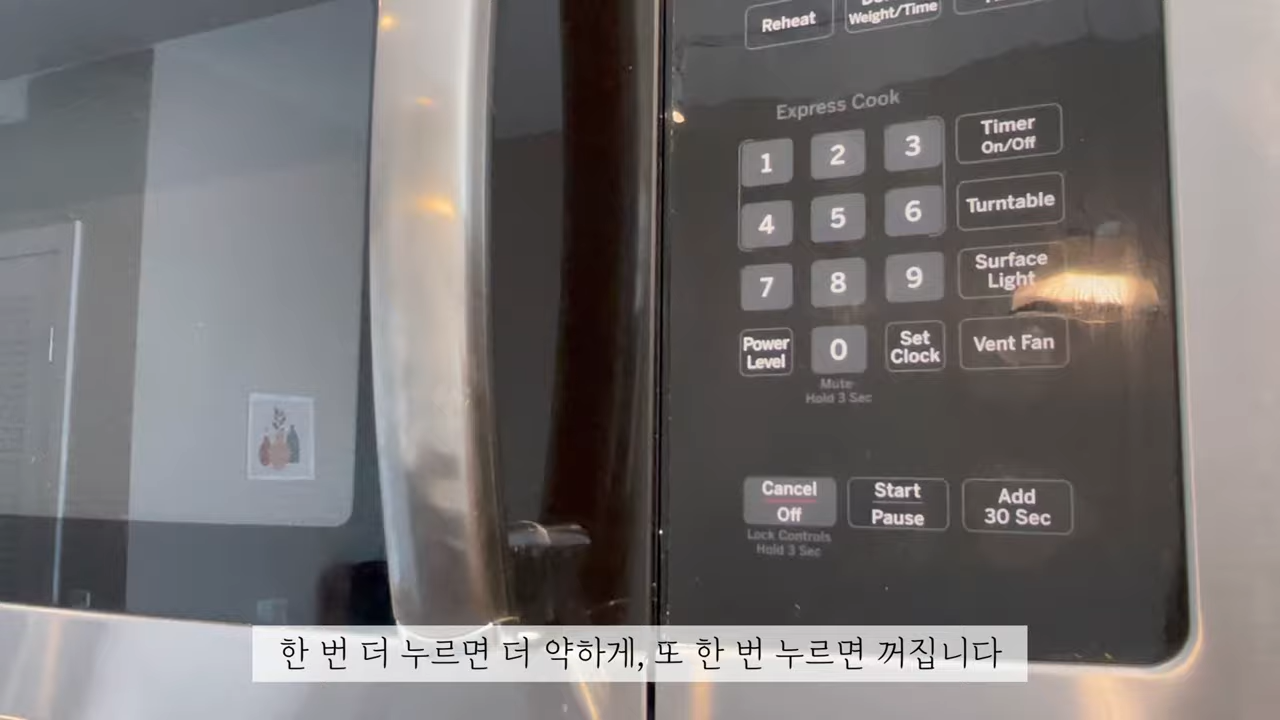 Reheat
Weight/Time
Express Cook
1 2 3
Timer
On/Off
4 5 6
Turntable
7 8 9
Surface
Light
Power
Level
0
Set
Clock
Vent Fan
Mute
Hold 3 Sec
Cancel
Off
Start
Pause
Add
30 Sec
Lock Controls
Hold 3 Sec
한 번 더 누르면 더 약하게, 또 한 번 누르면 꺼집니다